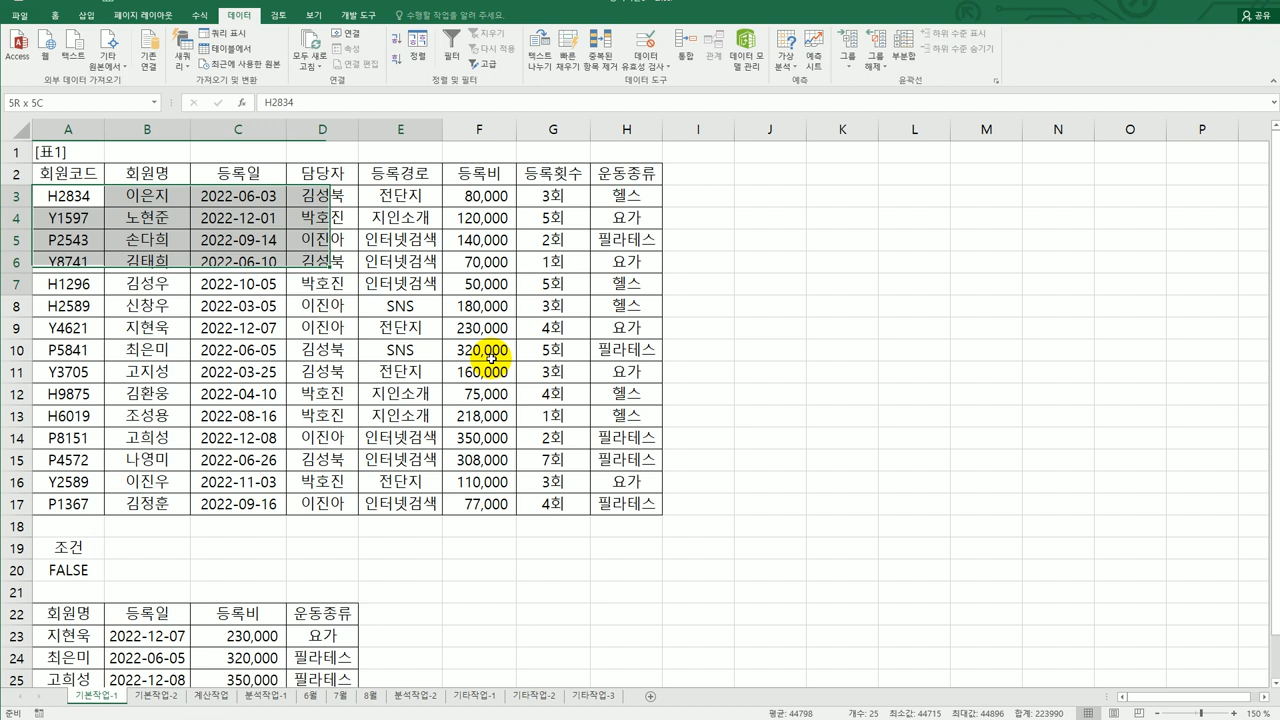 파일 홈 삽입 페이지 레이아웃 수식 데이터 검토 보기 개발 도구 수행할 작업을 알려 주세요. 공유
Access 웹 텍스트 기타 원본에서 기존 연결 새쿼리 쿼리 표시 테이블에서 최근에 사용한 원본 모두 새로 고침 연결 속성 연결 편집 정렬 필터 지우기 다시 적용 고급 텍스트 나누기 빠른 채우기 중복된 항목 제거 데이터 유효성 검사 통합 관계 데이터 모델 관리 가상 분석 예측 시트 그룹 그룹 해제 부분합 하위 수준 표시 하위 수준 숨기기
외부 데이터 가져오기 가져오기 및 변환 연결 정렬 및 필터 데이터 도구 예측 윤곽선
5R x 5C fx H2834
A B C D E F G H I J K L M N O P
1 [표1]
2 회원코드 회원명 등록일 담당자 등록경로 등록비 등록횟수 운동종류
3 H2834 이은지 2022-06-03 김성북 전단지 80,000 3회 헬스
4 Y1597 노현준 2022-12-01 박호진 지인소개 120,000 5회 요가
5 P2543 손다희 2022-09-14 이진아 인터넷검색 140,000 2회 필라테스
6 Y8741 김태희 2022-06-10 김성북 인터넷검색 70,000 1회 요가
7 H1296 김성우 2022-10-05 박호진 인터넷검색 50,000 3회 헬스
8 H2589 신창우 2022-03-05 이진아 SNS 180,000 3회 헬스
9 Y4621 지현욱 2022-12-07 이진아 전단지 230,000 4회 요가
10 P5841 최은미 2022-06-05 김성북 SNS 320,000 5회 필라테스
11 Y3705 고지성 2022-03-25 김성북 전단지 160,000 3회 요가
12 H9875 김환웅 2022-04-10 박호진 지인소개 75,000 4회 헬스
13 H6019 조성용 2022-08-16 박호진 지인소개 218,000 1회 헬스
14 P8151 고희성 2022-12-08 이진아 인터넷검색 350,000 2회 필라테스
15 P4572 나영미 2022-06-26 김성북 인터넷검색 308,000 7회 필라테스
16 Y2589 이진우 2022-11-03 박호진 전단지 110,000 3회 요가
17 P1367 김정훈 2022-09-16 이진아 인터넷검색 77,000 4회 필라테스
18
19 조건
20 FALSE
21
22 회원명 등록일 등록비 운동종류
23 지현욱 2022-12-07 230,000 요가
24 최은미 2022-06-05 320,000 필라테스
25 고희성 2022-12-08 350,000 필라테스
기본작업-1 기본작업-2 계산작업 분석작업-1 6월 7월 8월 분석작업-2 기타작업-1 기타작업-2 기타작업-3
준비 평균: 44798 개수: 25 최소값: 44715 최대값: 44896 합계: 223990 150 %